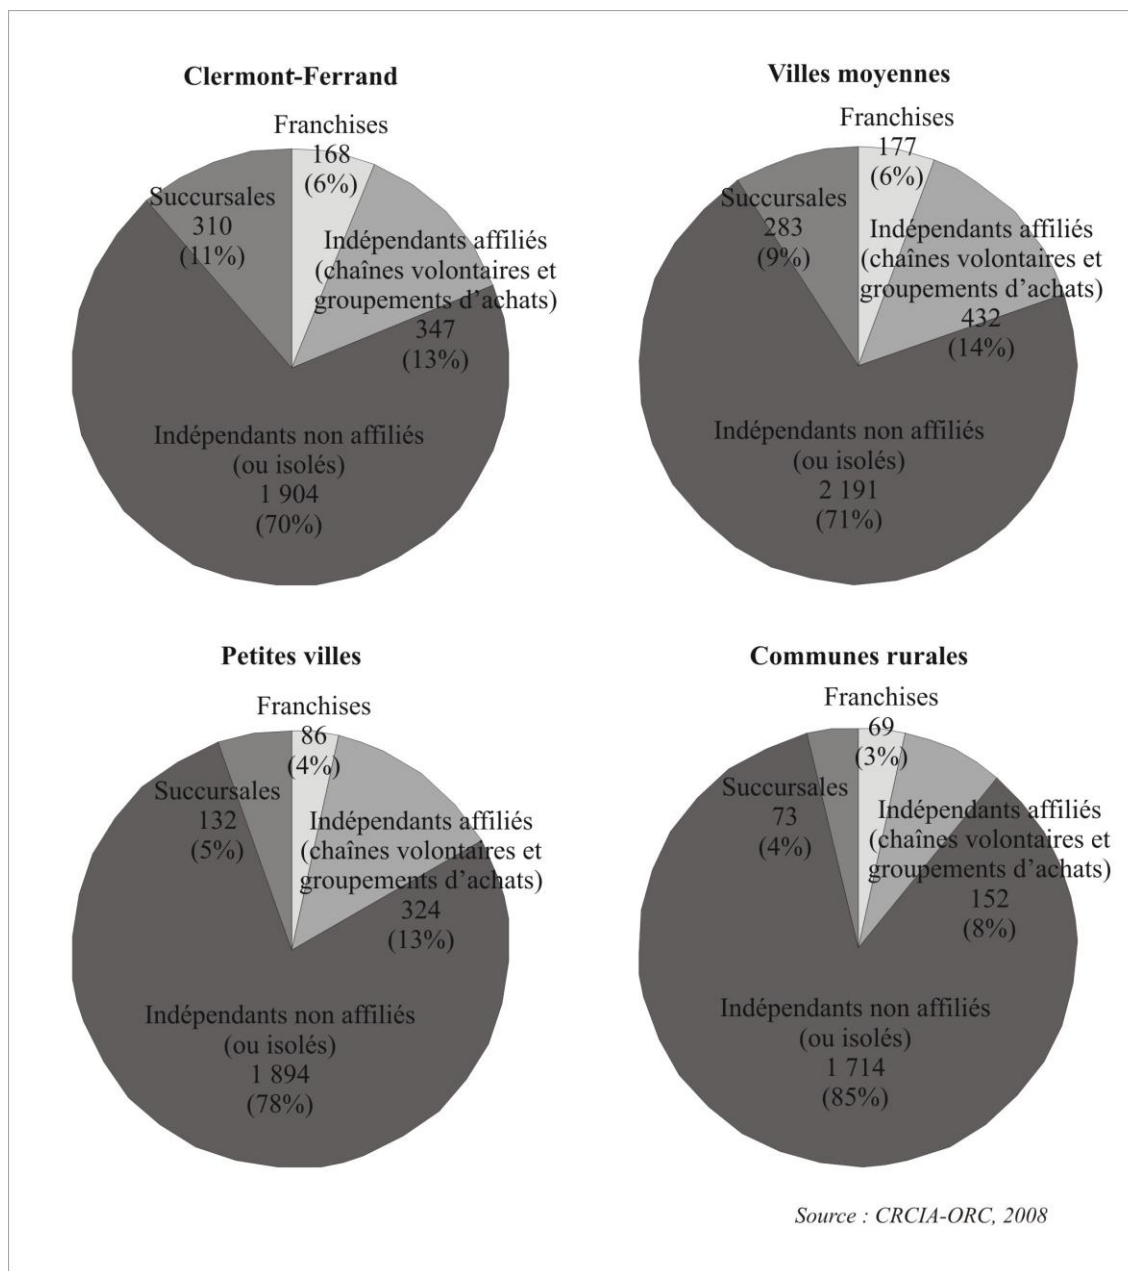 Clermont-Ferrand
Franchises
168
(6%)
Succursales
310
(11%)
Indépendants affiliés
(chaînes volontaires et
groupements d’achats)
347
(13%)
Indépendants non affiliés
(ou isolés)
1 904
(70%)
Villes moyennes
Franchises
177
(6%)
Succursales
283
(9%)
Indépendants affiliés
(chaînes volontaires et
groupements d’achats)
432
(14%)
Indépendants non affiliés
(ou isolés)
2 191
(71%)
Petites villes
Franchises
86
(4%)
Succursales
132
(5%)
Indépendants affiliés
(chaînes volontaires et
groupements d’achats)
324
(13%)
Indépendants non affiliés
(ou isolés)
1 894
(78%)
Communes rurales
Franchises
69
(3%)
Succursales
73
(4%)
Indépendants affiliés
(chaînes volontaires et
groupements d’achats)
152
(8%)
Indépendants non affiliés
(ou isolés)
1 714
(85%)
Source : CRCIA-ORC, 2008